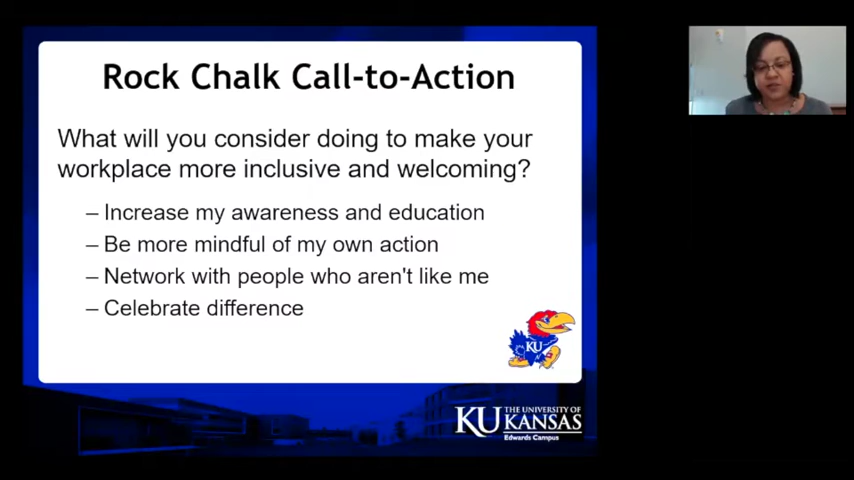 Rock Chalk Call-to-Action
What will you consider doing to make your
workplace more inclusive and welcoming?
– Increase my awareness and education
– Be more mindful of my own action
– Network with people who aren't like me
– Celebrate difference
KU
KU THE UNIVERSITY OF
KANSAS
Edwards Campus